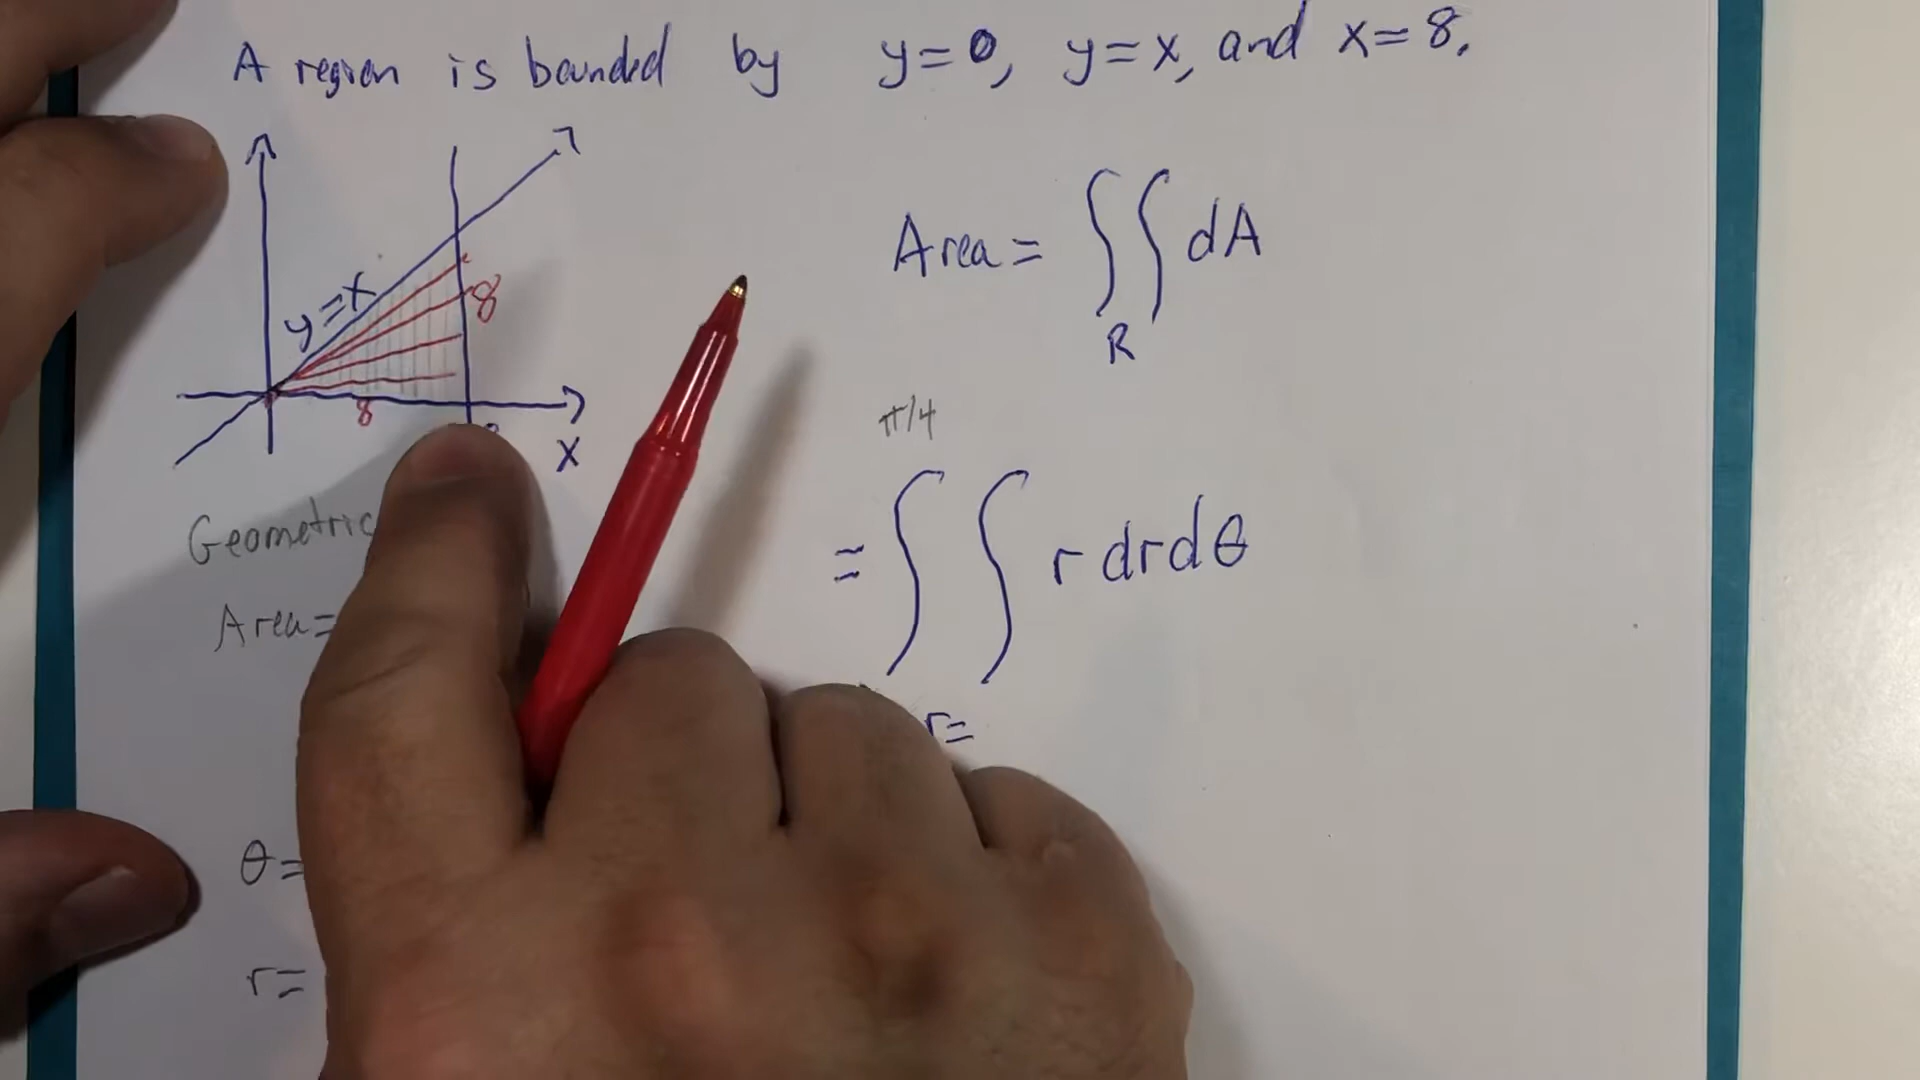 A region is bounded by y=0, y=x, and x=8.
y=x
8
8
x
Area= ∫∫ dA
R
π/4
= ∫ ∫ r dr dθ
r=
Geometric
Area=
θ=
r=